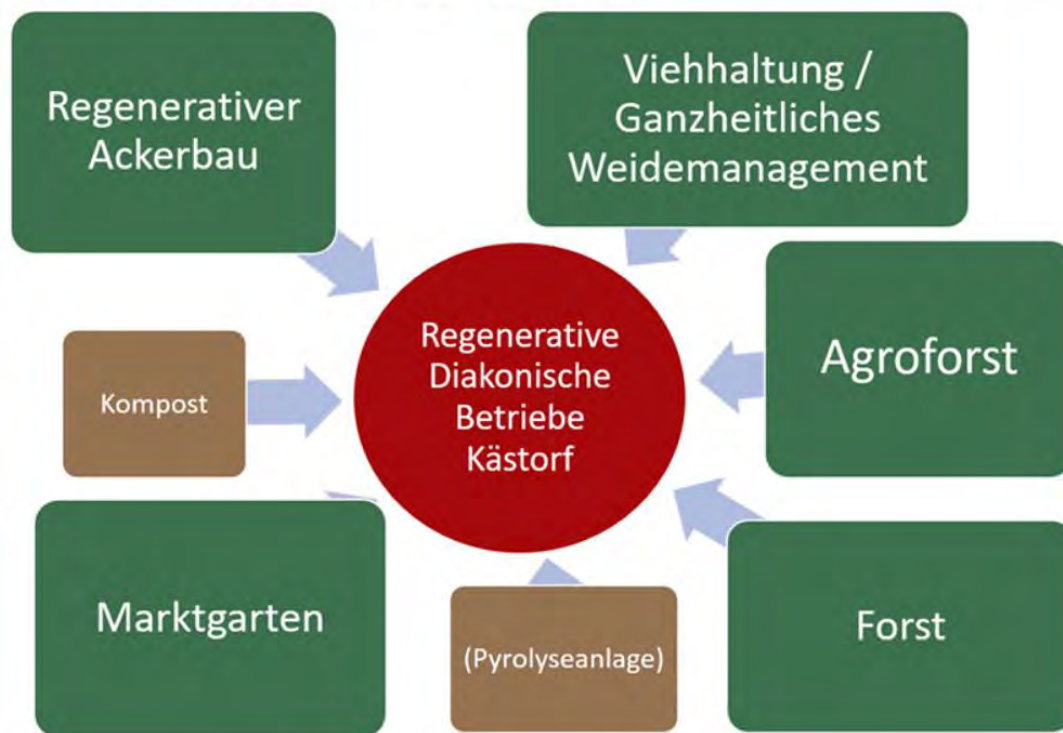 Regenerativer
Ackerbau
Viehhaltung /
Ganzheitliches
Weidemanagement
Regenerative
Diakonische
Betriebe
Kästorf
Agroforst
Kompost
Marktgarten
(Pyrolyseanlage)
Forst